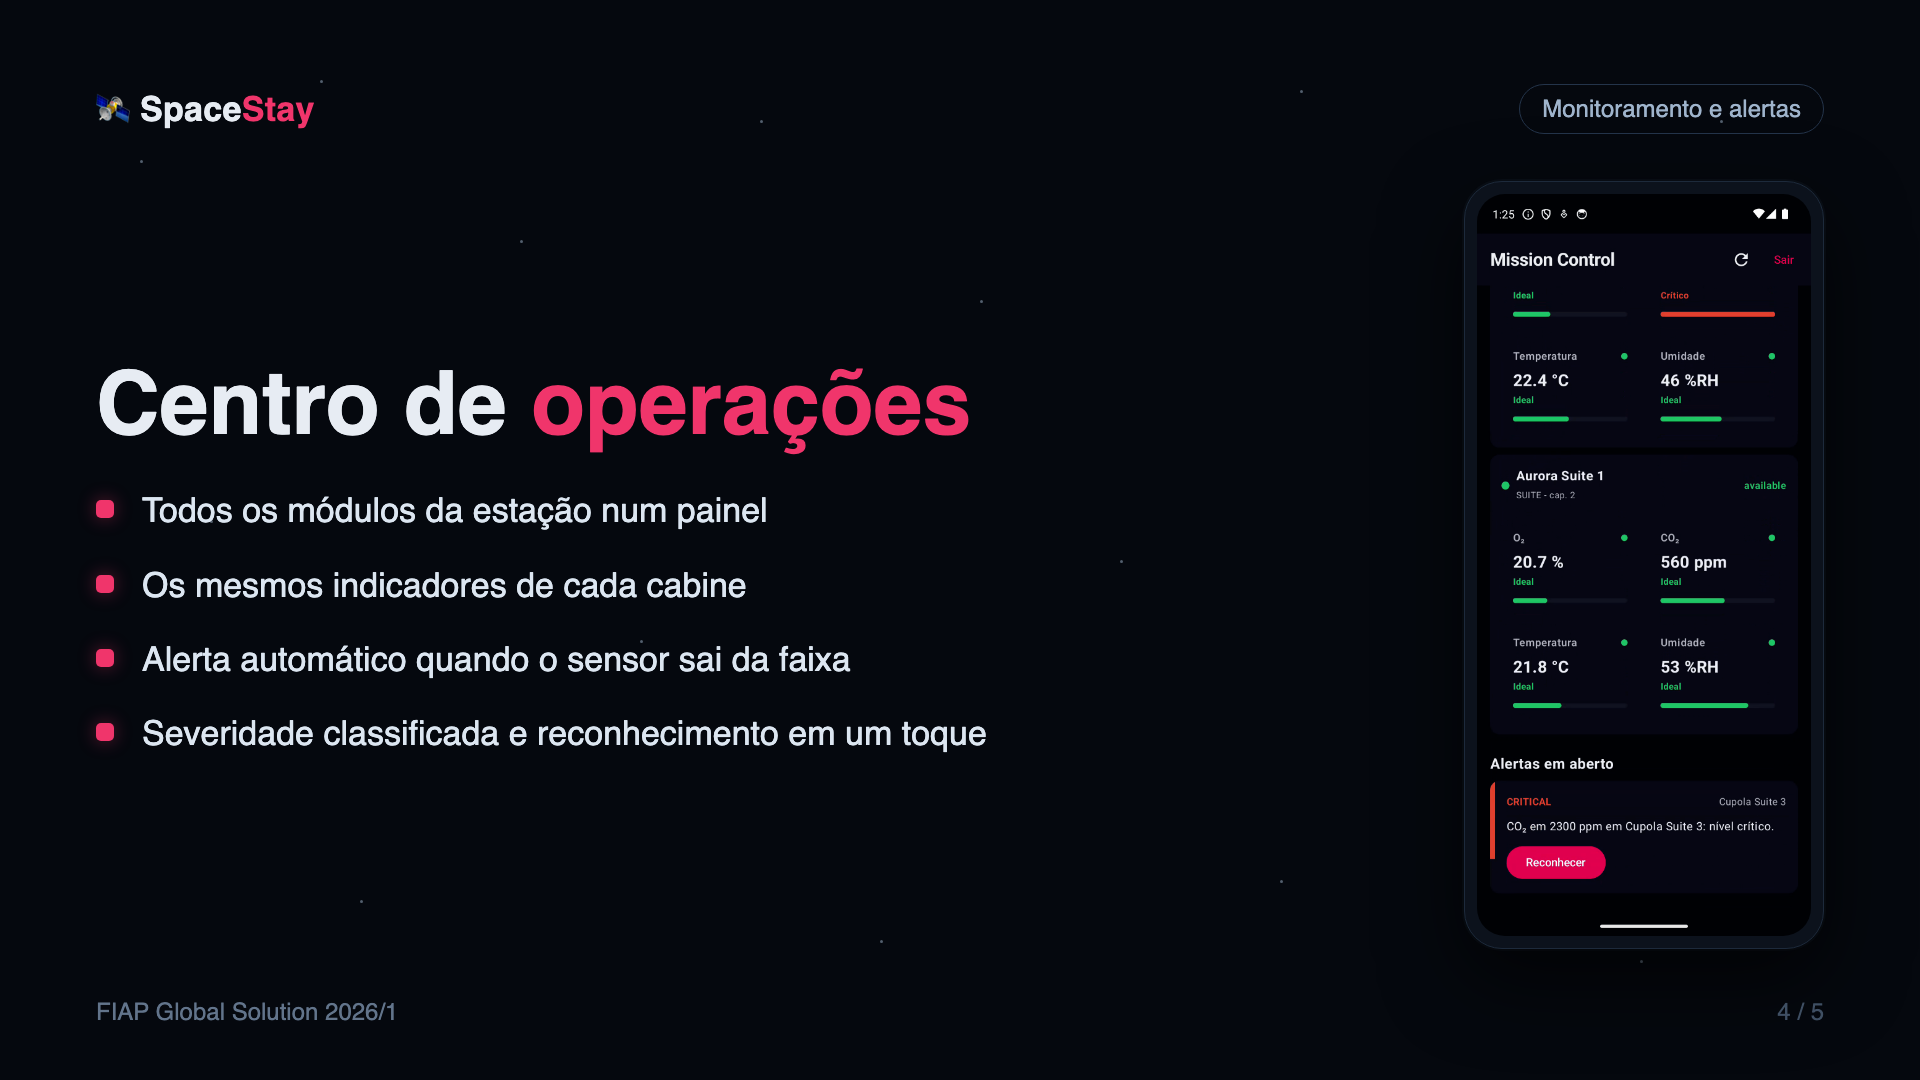 SpaceStay
Monitoramento e alertas
Centro de operações
Todos os módulos da estação num painel
Os mesmos indicadores de cada cabine
Alerta automático quando o sensor sai da faixa
Severidade classificada e reconhecimento em um toque
1:25
Mission Control
Sair
Ideal
Crítico
Temperatura
Umidade
22.4 °C
46 %RH
Ideal
Ideal
Aurora Suite 1
SUITE - cap. 2
available
O₂
CO₂
20.7 %
560 ppm
Ideal
Ideal
Temperatura
Umidade
21.8 °C
53 %RH
Ideal
Ideal
Alertas em aberto
CRITICAL
Cupola Suite 3
CO₂ em 2300 ppm em Cupola Suite 3: nível crítico.
Reconhecer
FIAP Global Solution 2026/1
4 / 5